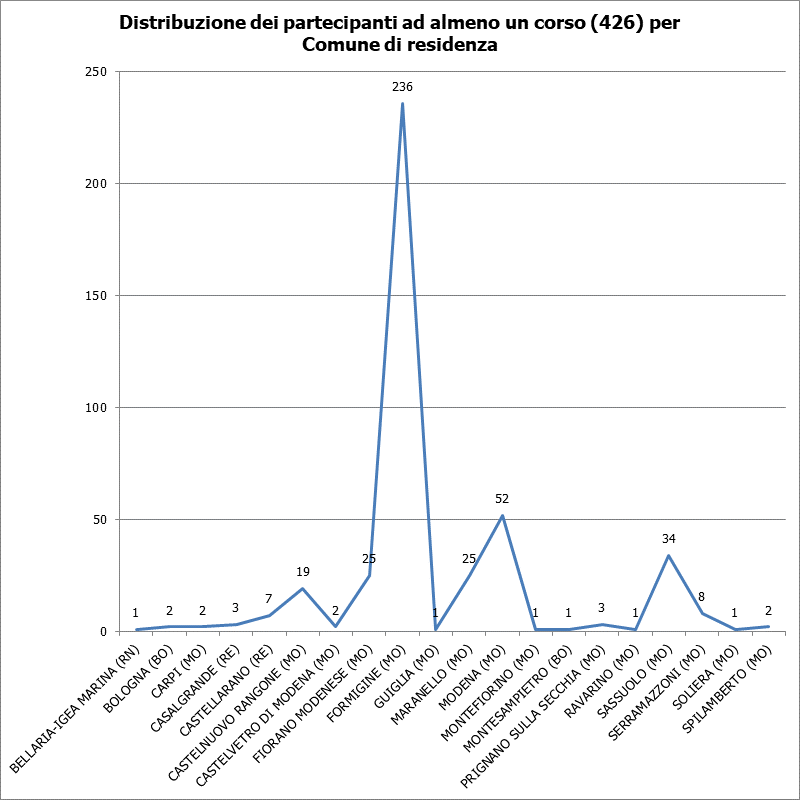 Distribuzione dei partecipanti ad almeno un corso (426) per
Comune di residenza
250
200
150
100
50
0
1
2
2
3
7
19
2
25
236
1
25
52
1
1
3
1
34
8
1
2
BELLARIA-IGEA MARINA (RN)
BOLOGNA (BO)
CARPI (MO)
CASALGRANDE (RE)
CASTELLARANO (RE)
CASTELNUOVO RANGONE (MO)
CASTELVETRO DI MODENA (MO)
FIORANO MODENESE (MO)
FORMIGINE (MO)
GUIGLIA (MO)
MARANELLO (MO)
MODENA (MO)
MONTEFIORINO (MO)
MONTESAMPIETRO (BO)
PRIGNANO SULLA SECCHIA (MO)
RAVARINO (MO)
SASSUOLO (MO)
SERRAMAZZONI (MO)
SOLIERA (MO)
SPILAMBERTO (MO)